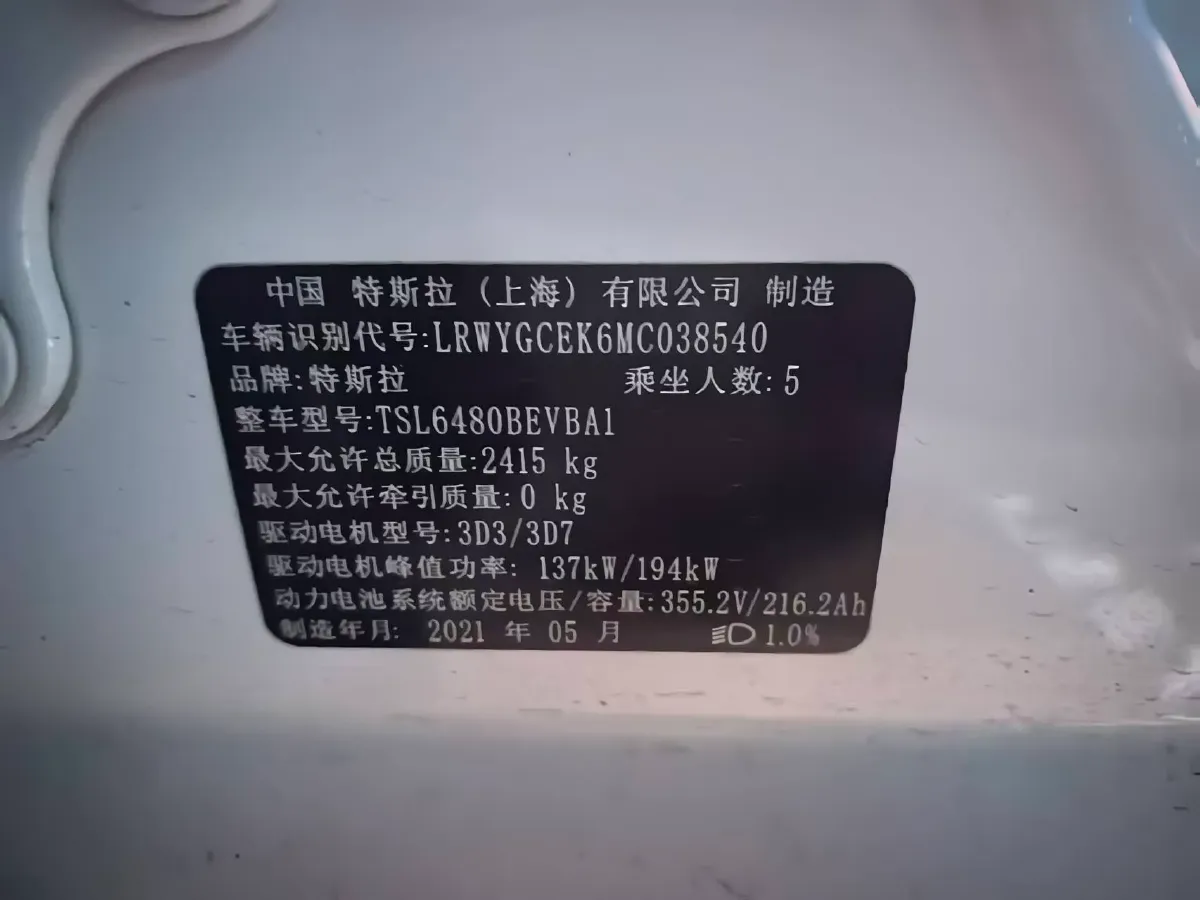 中国 特斯拉 (上海) 有限公司 制造
车辆识别代号:LRWYGCEK6MC038540
品牌:特斯拉 乘坐人数:5
整车型号:TSL6480BEVBA1
最大允许总质量:2415 kg
最大允许牵引质量:0 kg
驱动电机型号:3D3/3D7
驱动电机峰值功率: 137kW/194kW
动力电池系统额定电压/容量:355.2V/216.2Ah
制造年月: 2021 年 05 月 1.0%